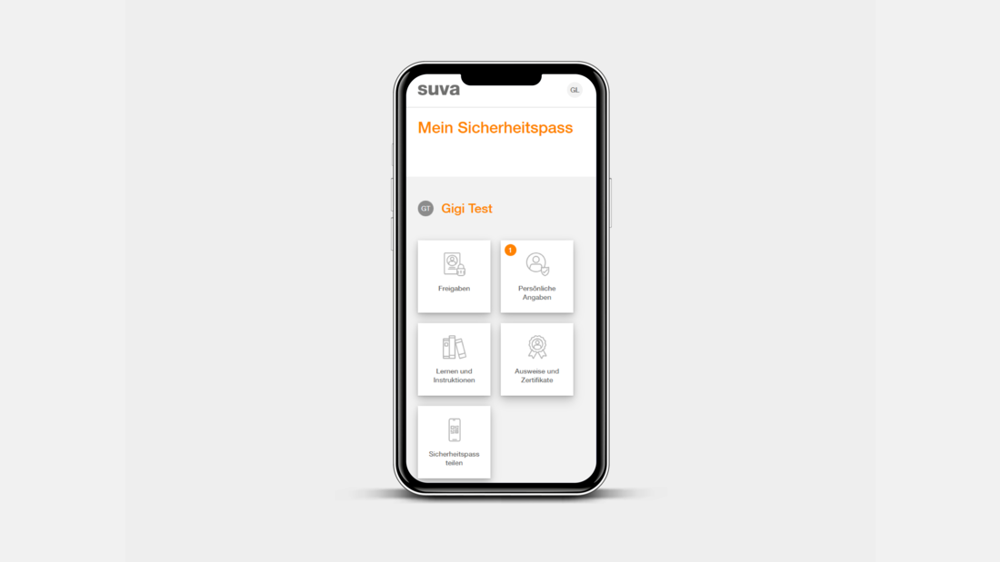 suva
GL
Mein Sicherheitspass
GT
Gigi Test
Freigaben
1
Persönliche
Angaben
Lernen und
Instruktionen
Ausweise und
Zertifikate
Sicherheitspass
teilen